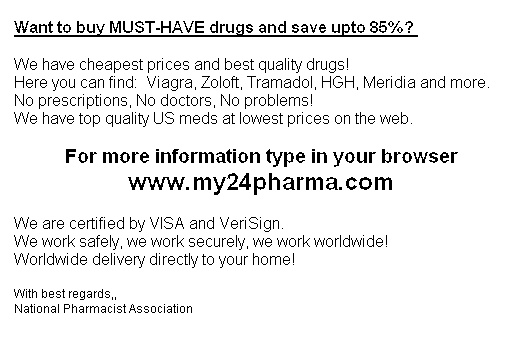 Want to buy MUST-HAVE drugs and save upto 85%?
We have cheapest prices and best quality drugs!
Here you can find:  Viagra, Zoloft, Tramadol, HGH, Meridia and more.
No prescriptions, No doctors, No problems!
We have top quality US meds at lowest prices on the web.
For more information type in your browser
www.my24pharma.com
We are certified by VISA and VeriSign.
We work safely, we work securely, we work worldwide!
Worldwide delivery directly to your home!
With best regards,,
National Pharmacist Association